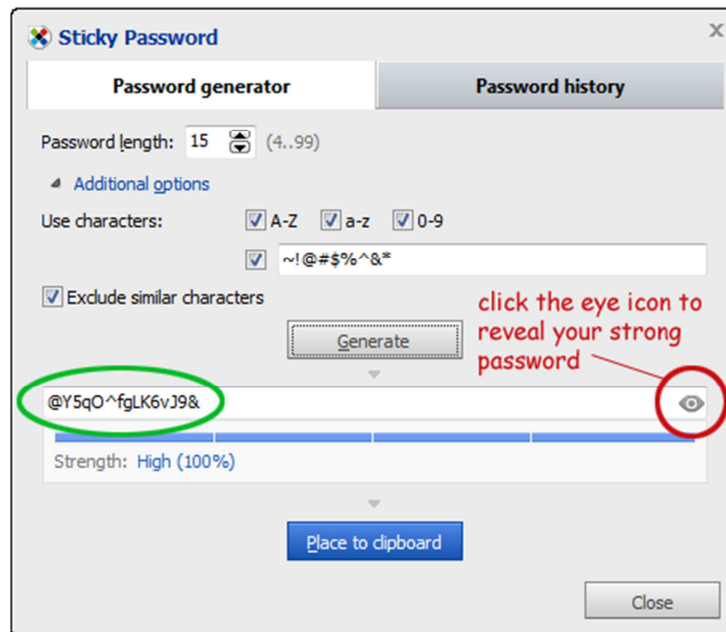 Sticky Password
Password generator
Password history
Password length: 15 (4..99)
Additional options
Use characters: A-Z a-z 0-9
~!@#$%^&*
Exclude similar characters
click the eye icon to
reveal your strong
password
Generate
@Y5qO^fgLK6vJ9&
Strength: High (100%)
Place to clipboard
Close